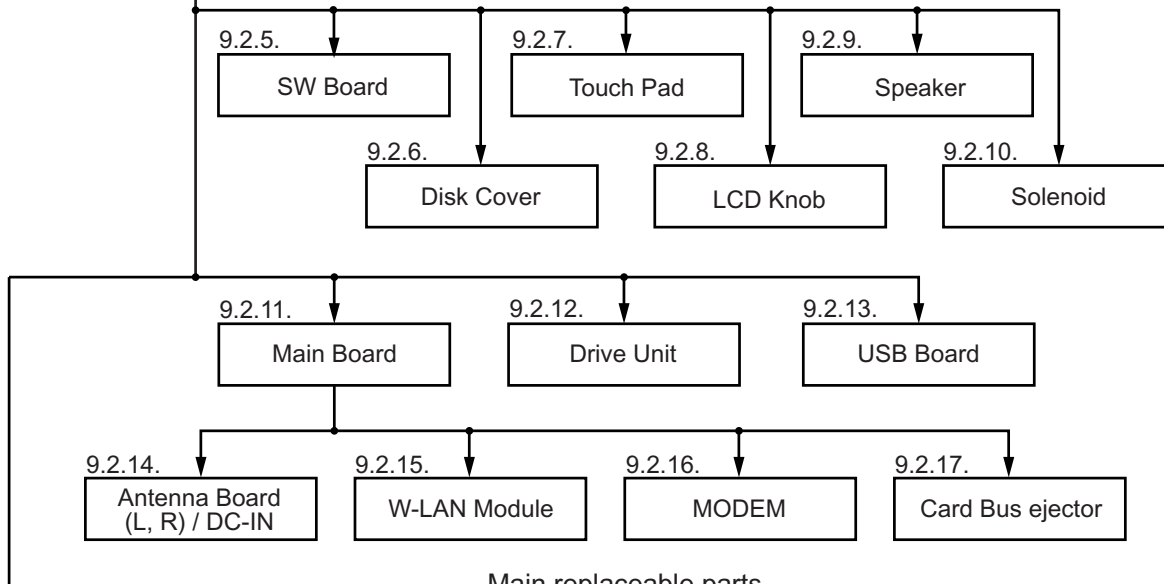 9.2.5.
SW Board
9.2.7.
Touch Pad
9.2.9.
Speaker
9.2.6.
Disk Cover
9.2.8.
LCD Knob
9.2.10.
Solenoid
9.2.11.
Main Board
9.2.12.
Drive Unit
9.2.13.
USB Board
9.2.14.
Antenna Board
(L, R) / DC-IN
9.2.15.
W-LAN Module
9.2.16.
MODEM
9.2.17.
Card Bus ejector
Main replaceable parts